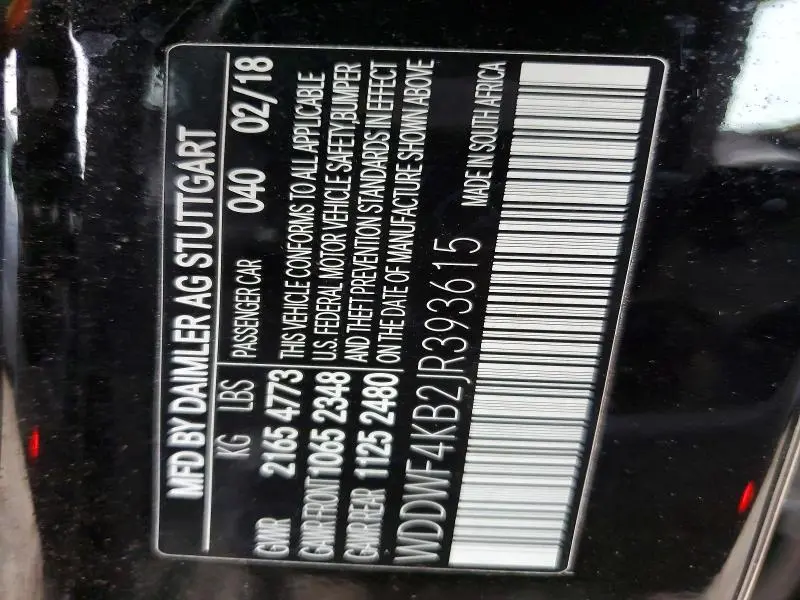 MFD BY DAIMLER AG STUTTGART
KG LBS PASSENGER CAR 040 02/18
GWR 2165 4773 THIS VEHICLE CONFORMS TO ALL APPLICABLE
GAWR FRONT 1065 2348 U.S. FEDERAL MOTOR VEHICLE SAFETY,BUMPER
GAWR REAR 1125 2480 AND THEFT PREVENTION STANDARDS IN EFFECT
ON THE DATE OF MANUFACTURE SHOWN ABOVE
WDDWF4KB2JR393615
MADE IN SOUTH AFRICA